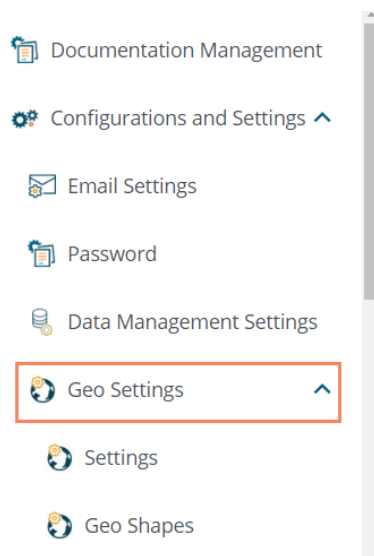 Documentation Management
Configurations and Settings
Email Settings
Password
Data Management Settings
Geo Settings
Settings
Geo Shapes